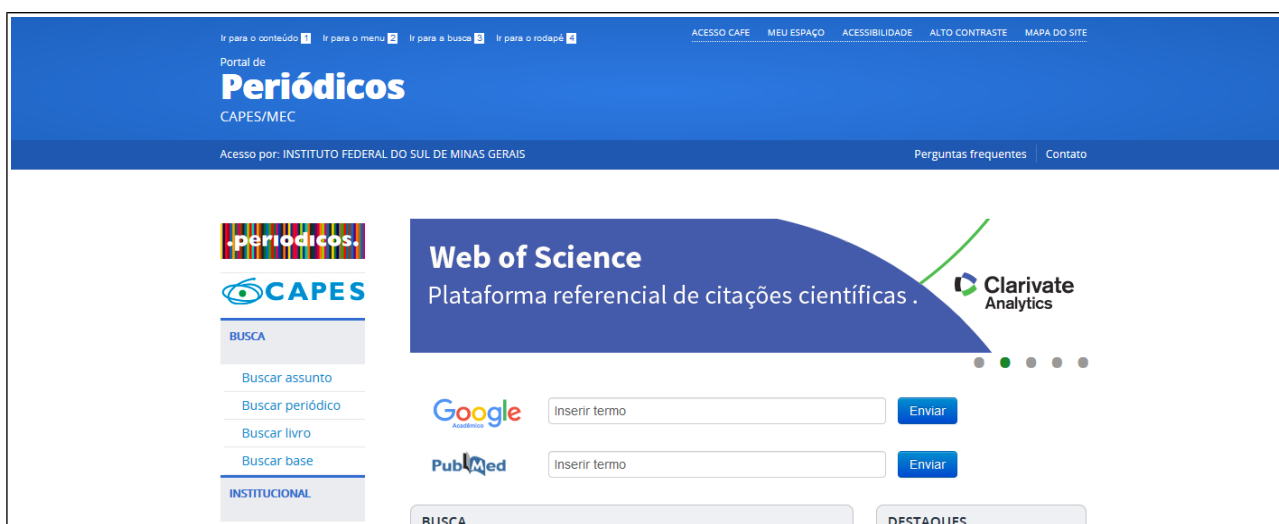 Ir para o conteúdo 1 Ir para o menu 2 Ir para a busca 3 Ir para o rodapé 4
ACESSO CAFE MEU ESPAÇO ACESSIBILIDADE ALTO CONTRASTE MAPA DO SITE
Portal de
Periódicos
CAPES/MEC
Acesso por: INSTITUTO FEDERAL DO SUL DE MINAS GERAIS
Perguntas frequentes Contato
.periodicos.
CAPES
BUSCA
Buscar assunto
Buscar periódico
Buscar livro
Buscar base
INSTITUCIONAL
Web of Science
Plataforma referencial de citações científicas .
Clarivate
Analytics
Google
Acadêmico
Inserir termo
Enviar
PubMed
Inserir termo
Enviar
BUSCA
DESTAQUES